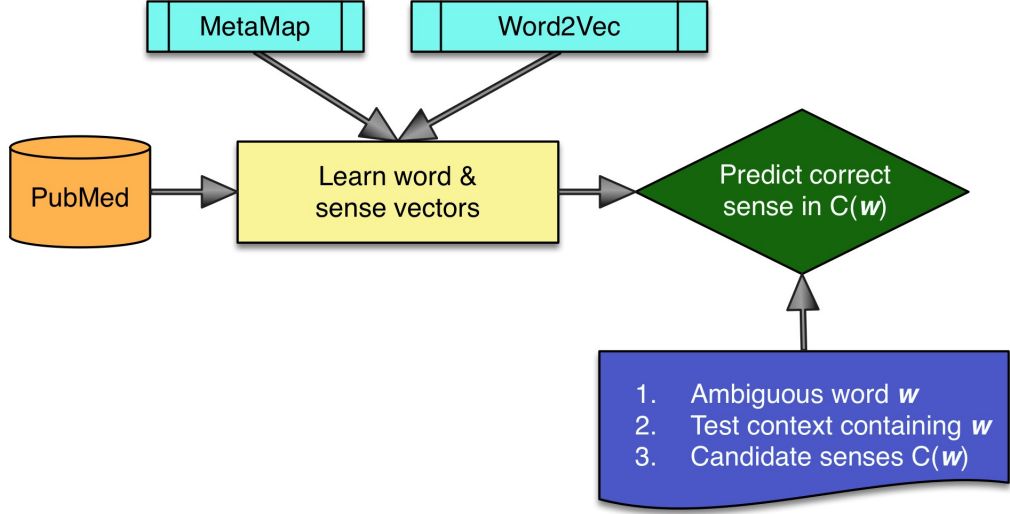 MetaMap
Word2Vec
PubMed
Learn word &
sense vectors
Predict correct
sense in C(w)
1. Ambiguous word w
2. Test context containing w
3. Candidate senses C(w)